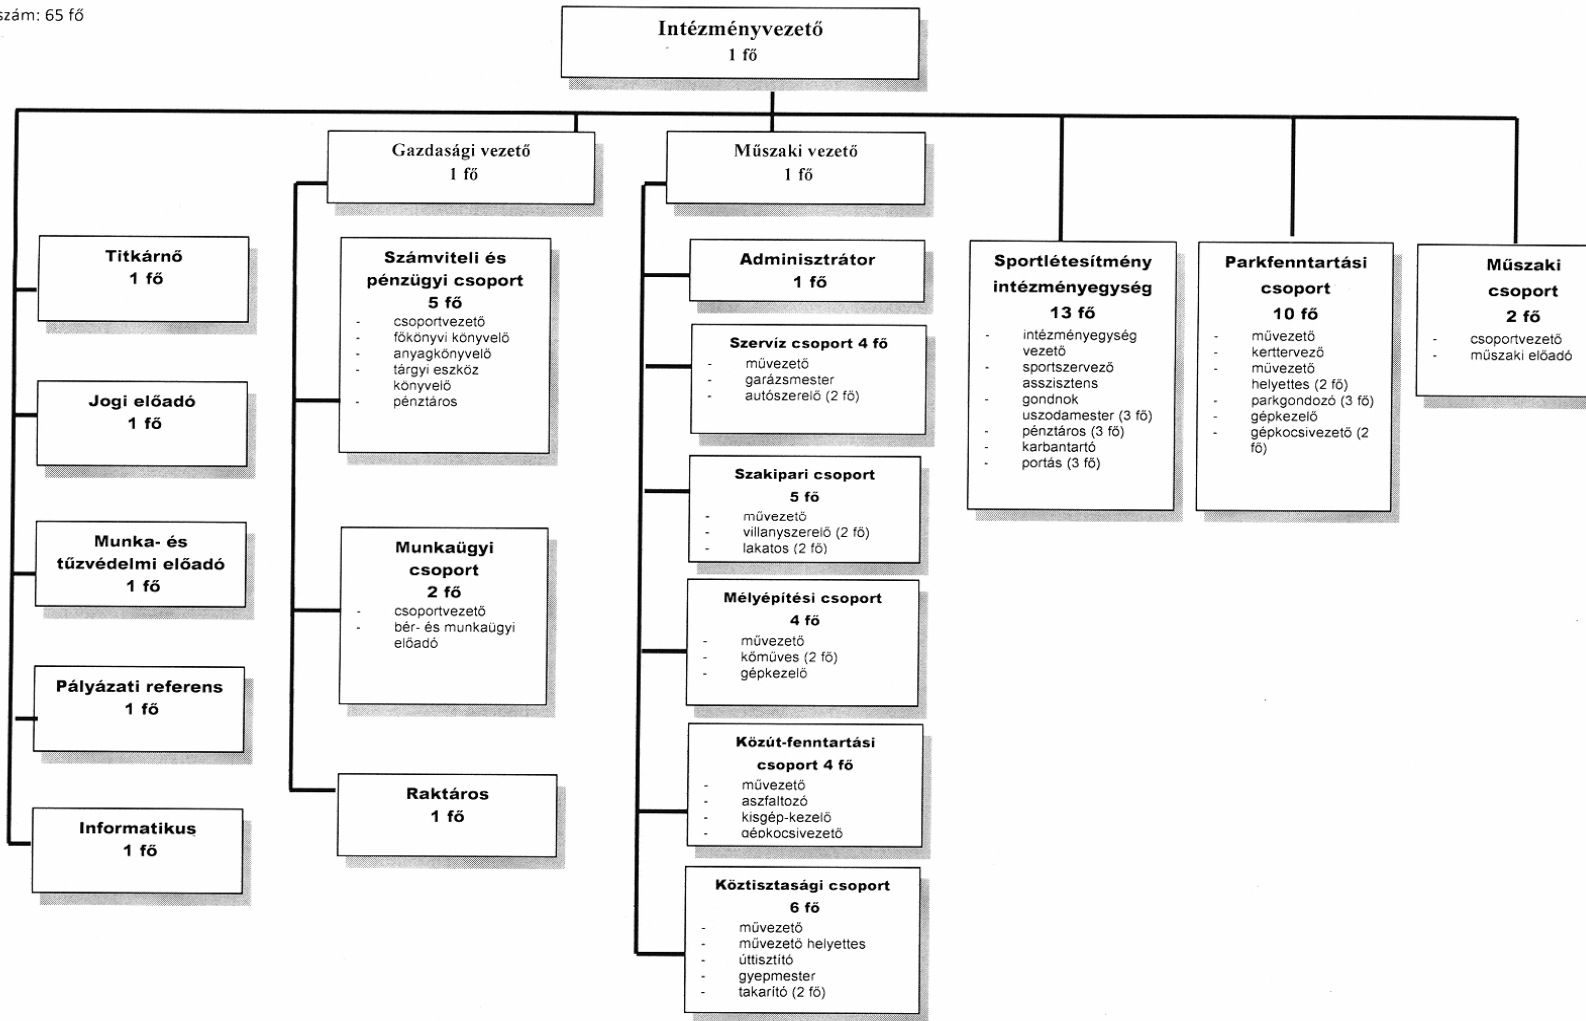 szám: 65 fő
Intézményvezető
1 fő
Gazdasági vezető
1 fő
Műszaki vezető
1 fő
Titkárnő
1 fő
Jogi előadó
1 fő
Munka- és
tűzvédelmi előadó
1 fő
Pályázati referens
1 fő
Informatikus
1 fő
Számviteli és
pénzügyi csoport
5 fő
- csoportvezető
- főkönyvi könyvelő
- anyagkönyvelő
- tárgyi eszköz
könyvelő
- pénztáros
Munkaügyi
csoport
2 fő
- csoportvezető
- bér- és munkaügyi
előadó
Raktáros
1 fő
Adminisztrátor
1 fő
Szervíz csoport 4 fő
- művezető
- garázsmester
- autószerelő (2 fő)
Szakipari csoport
5 fő
- művezető
- villanyszerelő (2 fő)
- lakatos (2 fő)
Mélyépítési csoport
4 fő
- művezető
- kőműves (2 fő)
- gépkezelő
Közút-fenntartási
csoport 4 fő
- művezető
- aszfaltozó
- kisgép-kezelő
- gépkocsivezető
Köztisztasági csoport
6 fő
- művezető
- művezető helyettes
- úttisztító
- gyepmester
- takarító (2 fő)
Sportlétesítmény
intézményegység
13 fő
- intézményegység
vezető
- sportszervező
- asszisztens
- gondnok
- uszodamester (3 fő)
- pénztáros (3 fő)
- karbantartó
- portás (3 fő)
Parkfenntartási
csoport
10 fő
- művezető
- kerttervező
- művezető
helyettes (2 fő)
- parkgondozó (3 fő)
- gépkezelő
- gépkocsivezető (2
fő)
Műszaki
csoport
2 fő
- csoportvezető
- műszaki előadó